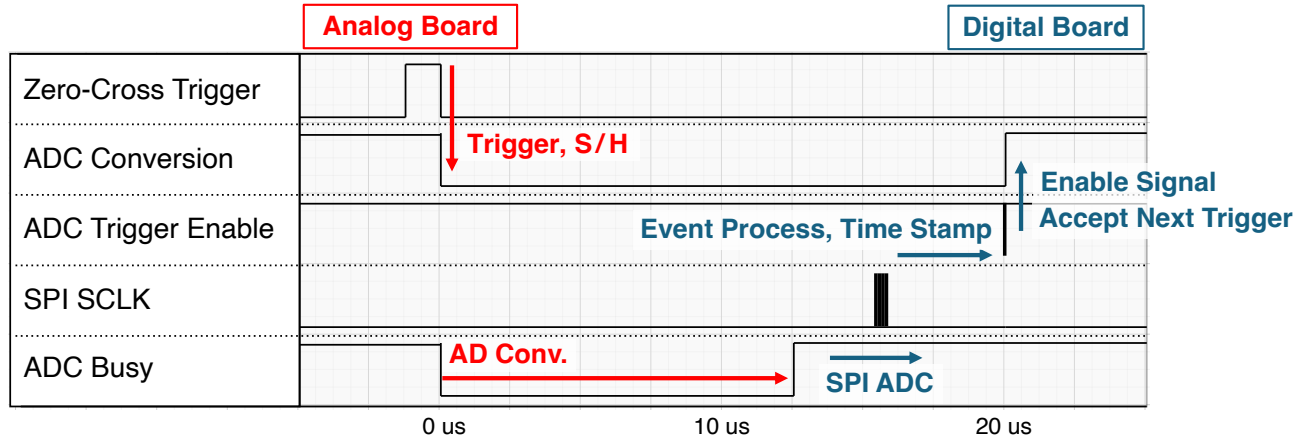 Analog Board
Digital Board
Zero-Cross Trigger
Trigger, S/H
ADC Conversion
Enable Signal
Accept Next Trigger
ADC Trigger Enable
Event Process, Time Stamp
SPI SCLK
ADC Busy
AD Conv.
SPI ADC
0 us
10 us
20 us